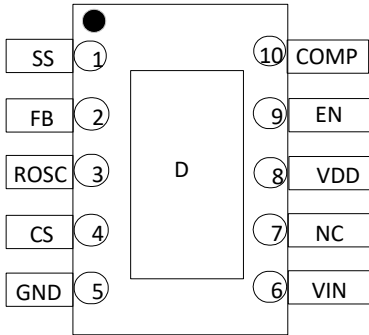 SS 1 10 COMP
FB 2 9 EN
ROSC 3 D 8 VDD
CS 4 7 NC
GND 5 6 VIN